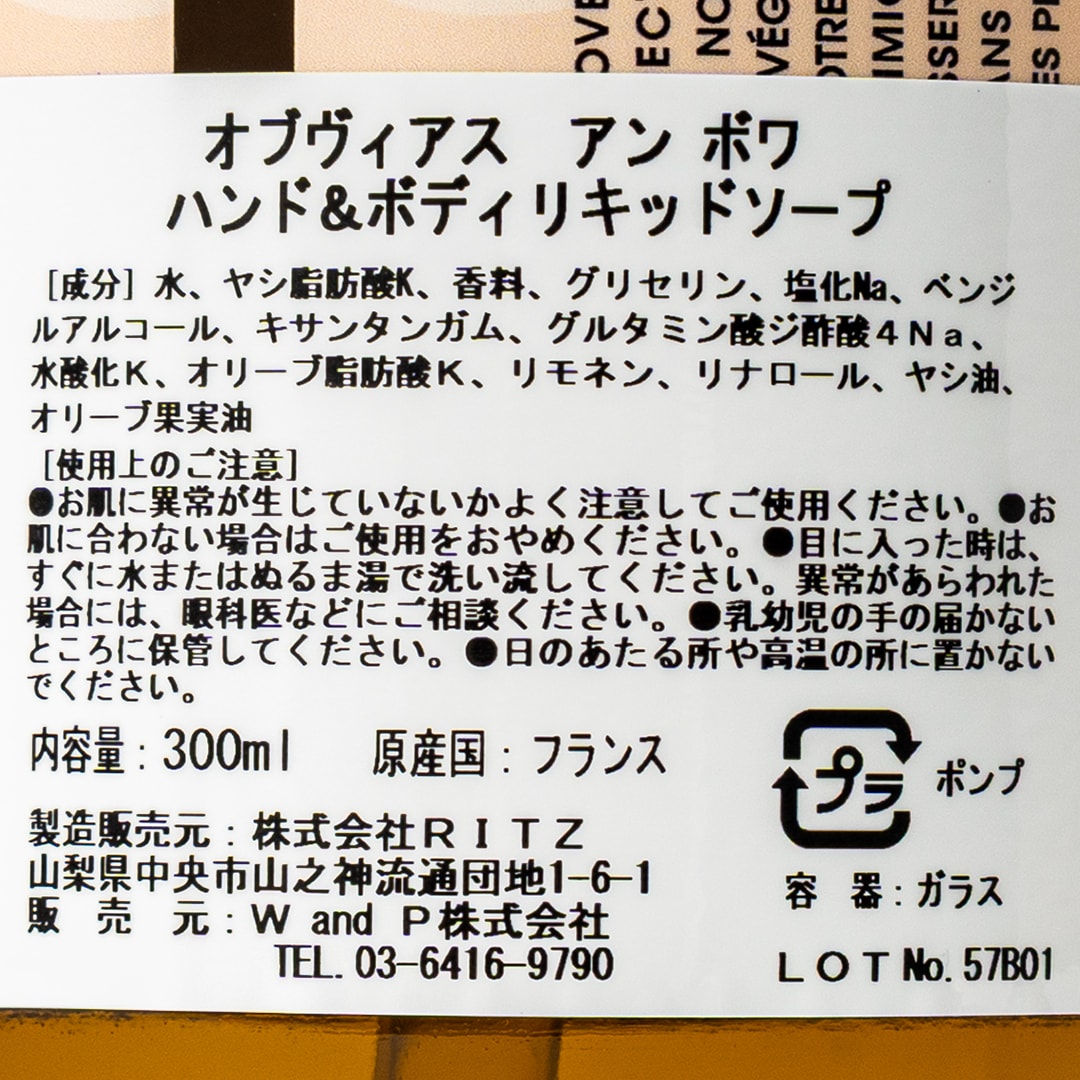 オブヴィアス アン ボワ
ハンド&ボディリキッドソープ
[成分] 水、ヤシ脂肪酸K、香料、グリセリン、塩化Na、ベンジ
ルアルコール、キサンタンガム、グルタミン酸ジ酢酸4Na、
水酸化K、オリーブ脂肪酸K、リモネン、リナロール、ヤシ油、
オリーブ果実油
[使用上のご注意]
●お肌に異常が生じていないかよく注意してご使用ください。●お
肌に合わない場合はご使用をおやめください。●目に入った時は、
すぐに水またはぬるま湯で洗い流してください。異常があらわれた
場合には、眼科医などにご相談ください。●乳幼児の手の届かない
ところに保管してください。●日のあたる所や高温の所に置かない
でください。
内容量:300ml 原産国:フランス
プラ ポンプ
製造販売元:株式会社RITZ
山梨県中央市山之神流通団地1-6-1
容 器:ガラス
販 売 元:W and P株式会社
TEL. 03-6416-9790
LOT No. 57B01